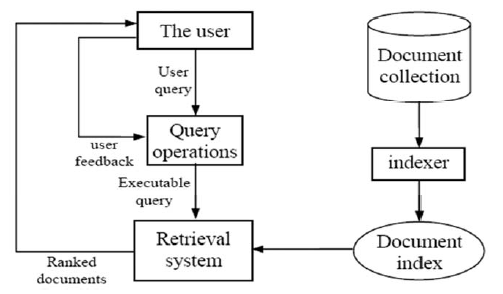 The user
User
query
user
feedback
Query
operations
Executable
query
Retrieval
system
Ranked
documents
Document
collection
indexer
Document
index